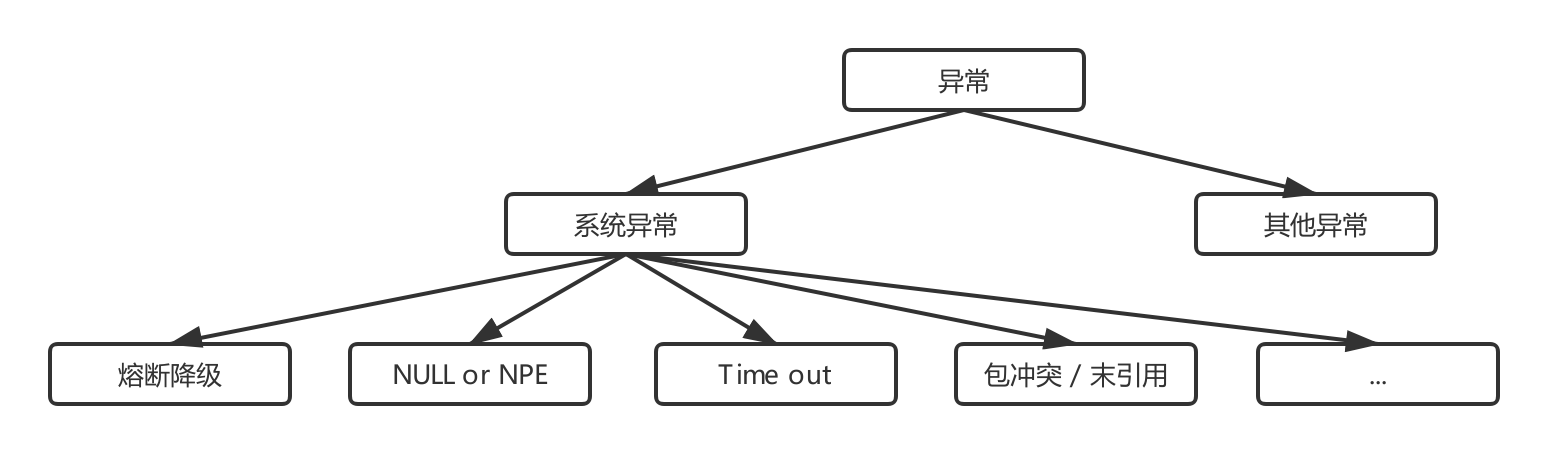 异常
系统异常
其他异常
熔断降级
NULL or NPE
Time out
包冲突 / 末引用
...